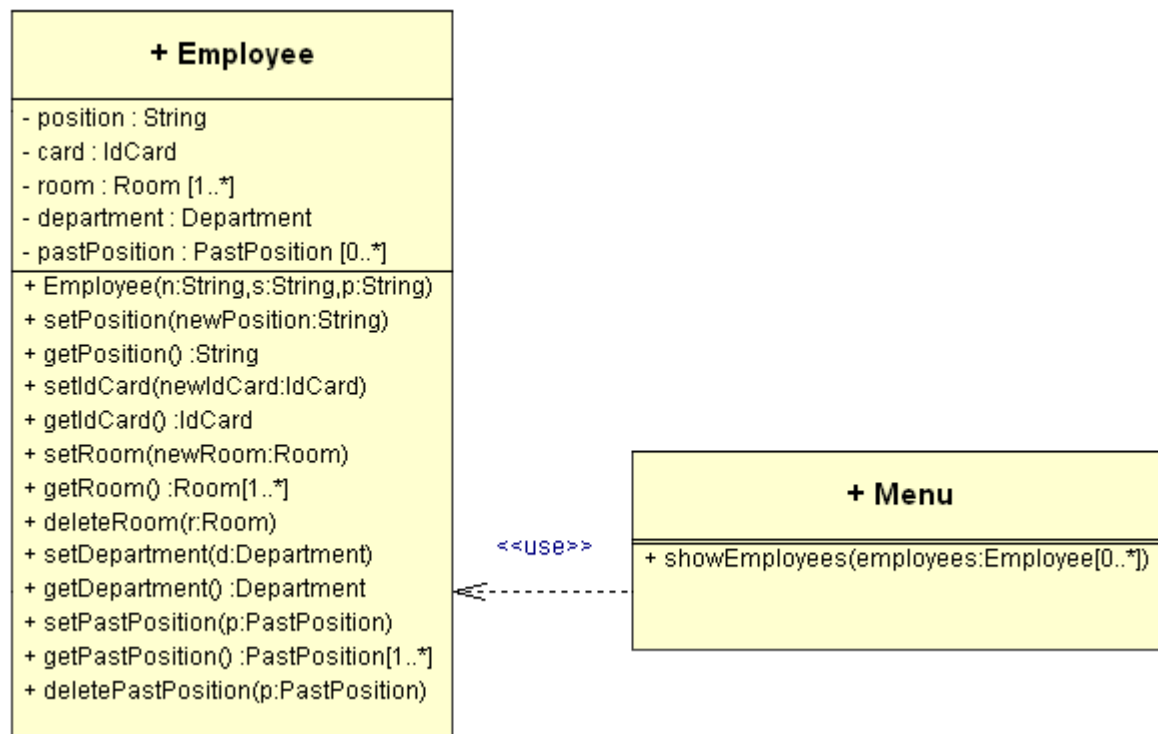 + Employee
- position : String
- card : IdCard
- room : Room [1..*]
- department : Department
- pastPosition : PastPosition [0..*]
+ Employee(n:String,s:String,p:String)
+ setPosition(newPosition:String)
+ getPosition() :String
+ setIdCard(newIdCard:IdCard)
+ getIdCard() :IdCard
+ setRoom(newRoom:Room)
+ getRoom() :Room[1..*]
+ deleteRoom(r:Room)
+ setDepartment(d:Department)
+ getDepartment() :Department
+ setPastPosition(p:PastPosition)
+ getPastPosition() :PastPosition[1..*]
+ deletePastPosition(p:PastPosition)
<<use>>
+ Menu
+ showEmployees(employees:Employee[0..*])